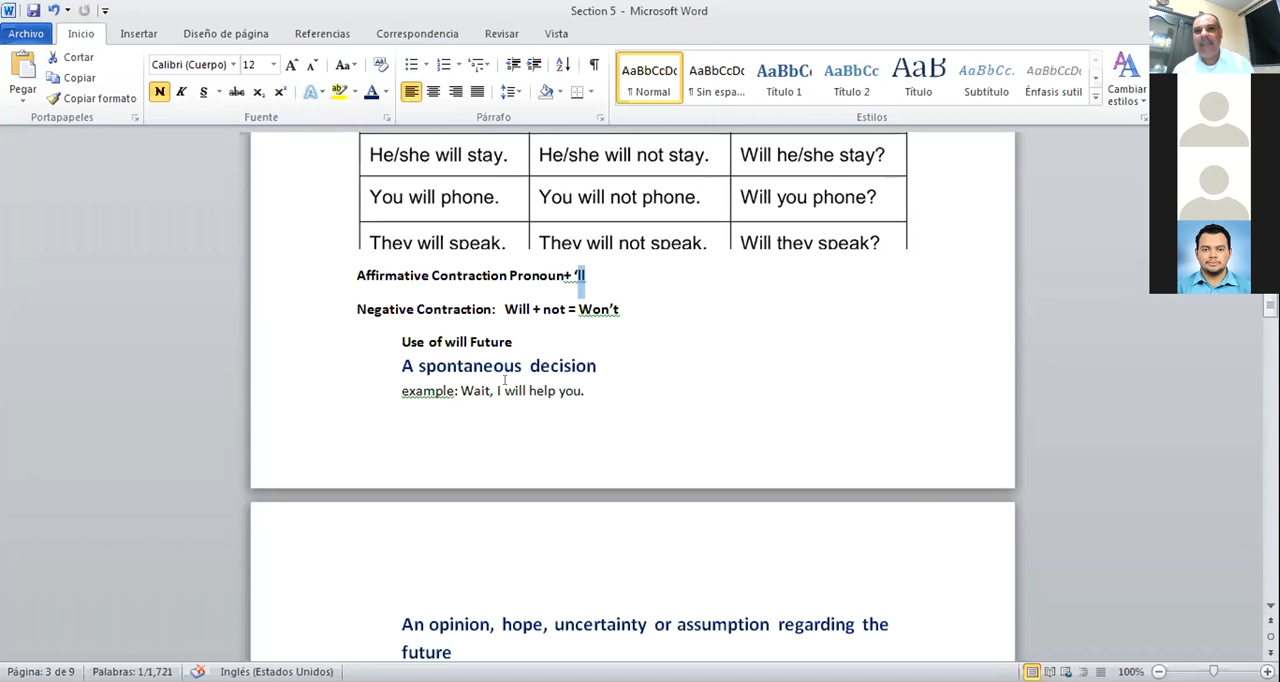 Section 5 - Microsoft Word
Archivo Inicio Insertar Diseño de página Referencias Correspondencia Revisar Vista
Pegar Cortar
Copiar
Copiar formato
Portapapeles
Calibri (Cuerpo) 12
N K S abc x₂ x²
Fuente
Párrafo
AaBbCcDc AaBbCcDc AaBbC AaBbCc AaB AaBbCc. AaBbCcDc
¶ Normal ¶ Sin espa... Título 1 Título 2 Título Subtítulo Énfasis sutil
Cambiar estilos
Estilos
He/she will stay. He/she will not stay. Will he/she stay?
You will phone. You will not phone. Will you phone?
They will speak. They will not speak. Will they speak?
Affirmative Contraction Pronoun+ ‘ll
Negative Contraction: Will + not = Won’t
Use of will Future
A spontaneous decision
example: Wait, I will help you.
An opinion, hope, uncertainty or assumption regarding the
future
Página: 3 de 9 Palabras: 1/1,721 Inglés (Estados Unidos) 100%